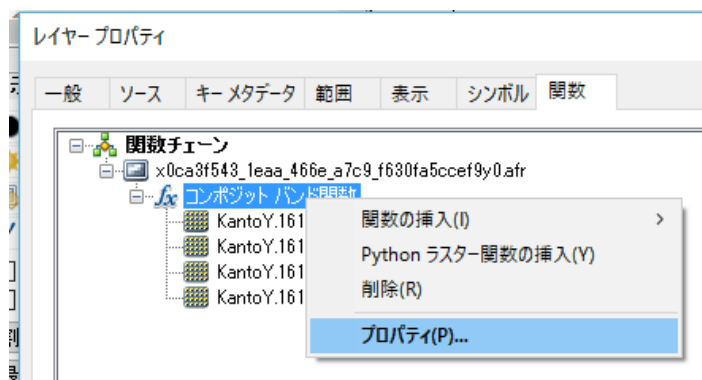 レイヤー プロパティ
一般 ソース キー メタデータ 範囲 表示 シンボル 関数
関数チェーン
x0ca3f543_1eaa_466e_a7c9_f630fa5ccef9y0.afr
fx コンポジット バンド関数
KantoY.161
KantoY.161
KantoY.161
KantoY.161
関数の挿入(I)
Python ラスター関数の挿入(Y)
削除(R)
プロパティ(P)...